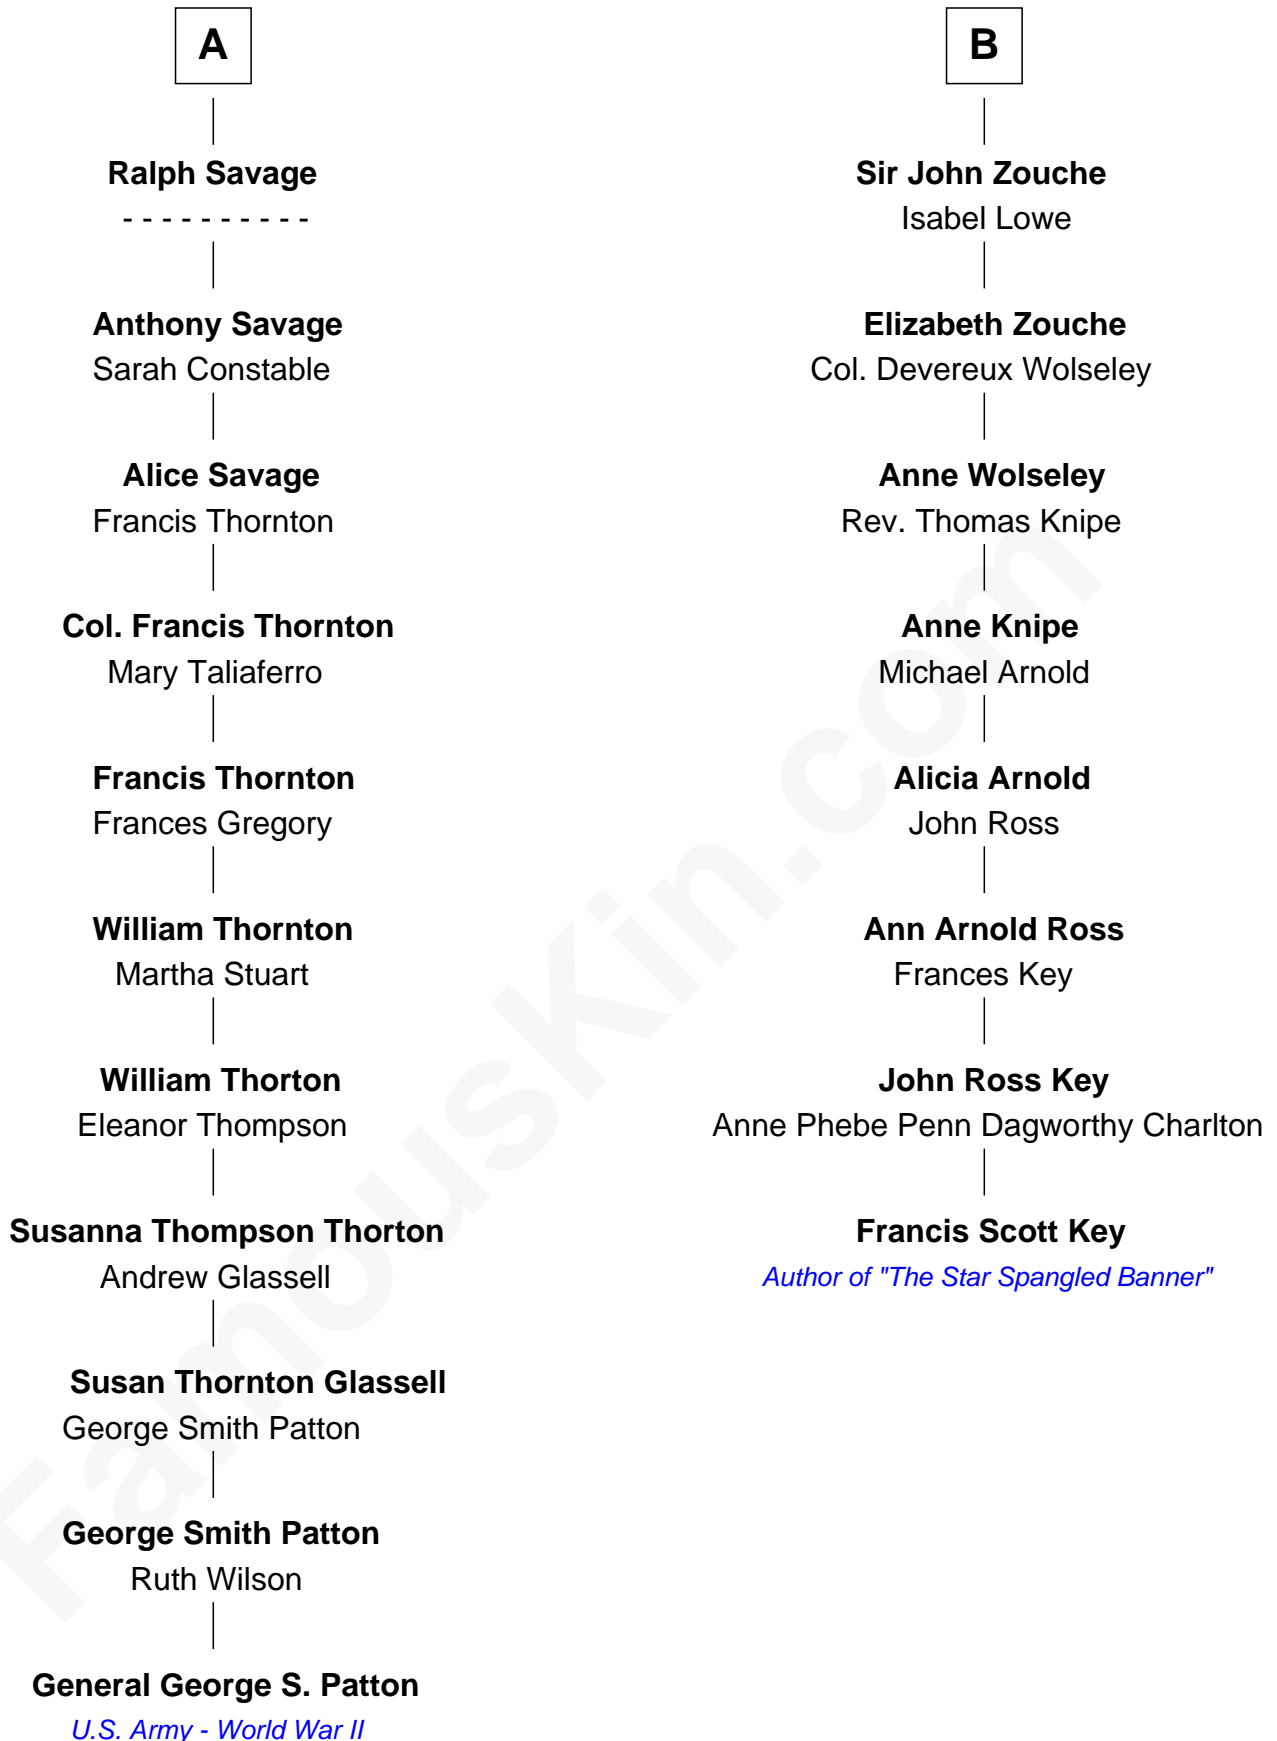 A
Ralph Savage
- - - - - - - - - -
Anthony Savage
Sarah Constable
Alice Savage
Francis Thornton
Col. Francis Thornton
Mary Taliaferro
Francis Thornton
Frances Gregory
William Thornton
Martha Stuart
William Thorton
Eleanor Thompson
Susanna Thompson Thorton
Andrew Glassell
Susan Thornton Glassell
George Smith Patton
George Smith Patton
Ruth Wilson
General George S. Patton
U.S. Army - World War II
B
Sir John Zouche
Isabel Lowe
Elizabeth Zouche
Col. Devereux Wolseley
Anne Wolseley
Rev. Thomas Knipe
Anne Knipe
Michael Arnold
Alicia Arnold
John Ross
Ann Arnold Ross
Frances Key
John Ross Key
Anne Phebe Penn Dagworthy Charlton
Francis Scott Key
Author of "The Star Spangled Banner"
FamousKin.com